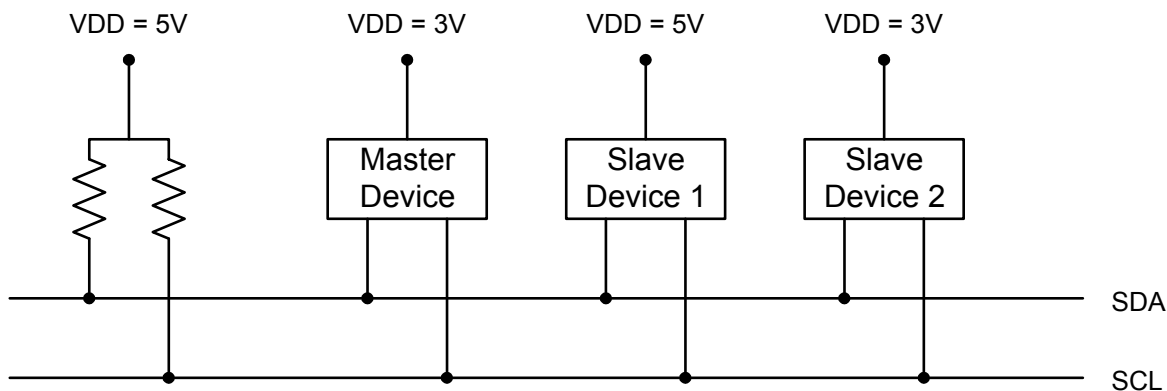 VDD = 5V
VDD = 3V
VDD = 5V
VDD = 3V
Master
Device
Slave
Device 1
Slave
Device 2
SDA
SCL